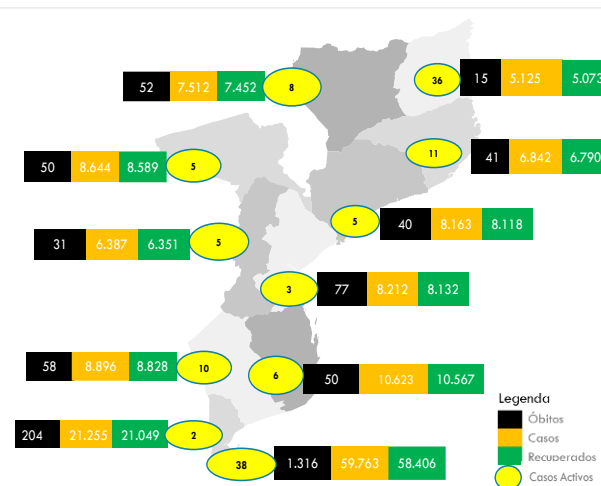 36 15 5.125 5.073
52 7.512 7.452 8
11 41 6.842 6.790
50 8.644 8.589 5
5 40 8.163 8.118
31 6.387 6.351 5
3 77 8.212 8.132
58 8.896 8.828 10
6 50 10.623 10.567
Legenda
Óbitos
Casos
Recuperados
Casos Activos
204 21.255 21.049 2
38 1.316 59.763 58.406